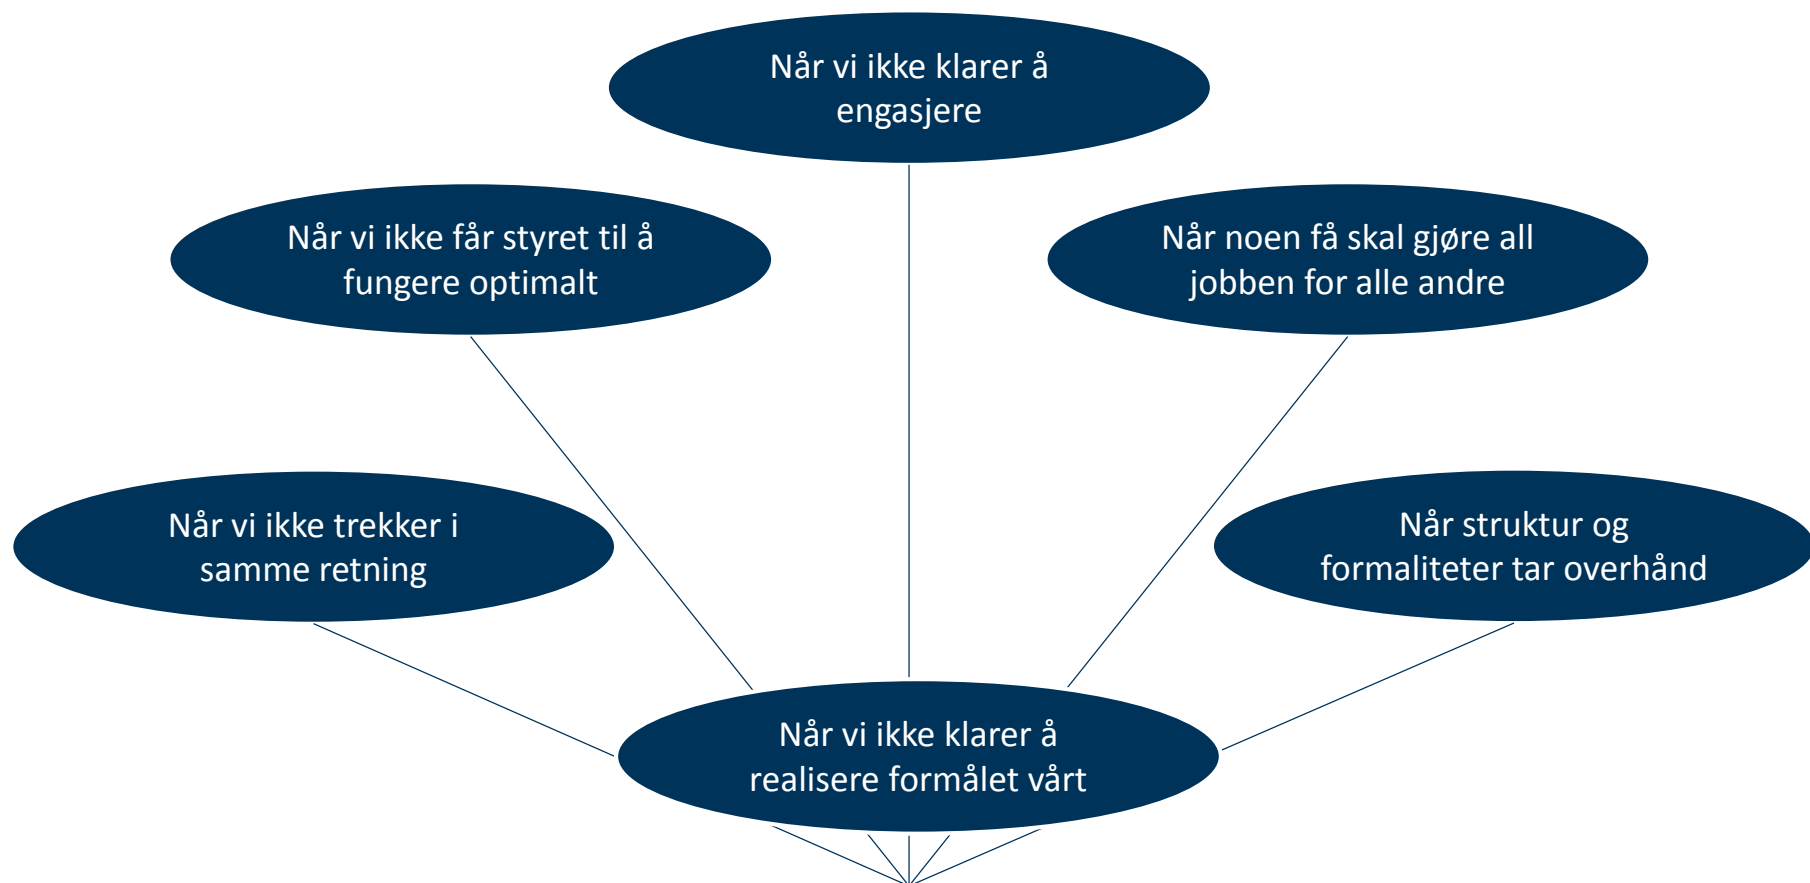 Når vi ikke klarer å
engasjere
Når vi ikke får styret til å
fungere optimalt
Når noen få skal gjøre all
jobben for alle andre
Når vi ikke trekker i
samme retning
Når struktur og
formaliteter tar overhånd
Når vi ikke klarer å
realisere formålet vårt